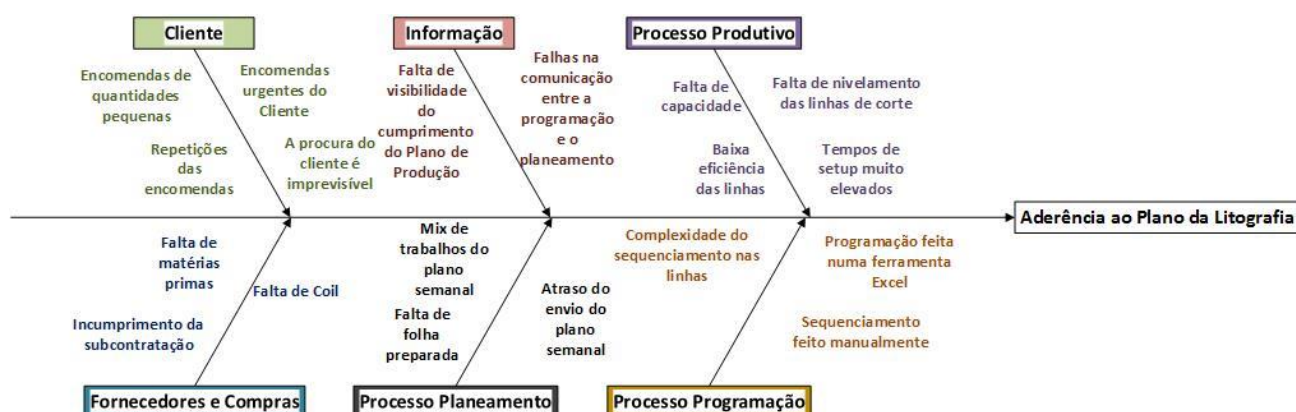 Cliente
Informação
Processo Produtivo
Encomendas de
quantidades
pequenas
Encomendas
urgentes do
Cliente
Repetições
das
encomendas
A procura do
cliente é
imprevisível
Falta de
visibilidade
do
cumprimento
do Plano de
Produção
Falhas na
comunicação
entre a
programação
e o
planeamento
Falta de
capacidade
Falta de nivelamento
das linhas de corte
Baixa
eficiência
das linhas
Tempos de
setup muito
elevados
Aderência ao Plano da Litografia
Falta de
matérias
primas
Falta de Coil
Incumprimento da
subcontratação
Mix de
trabalhos do
plano
semanal
Falta de
folha
preparada
Atraso do
envio do
plano
semanal
Complexidade do
sequenciamento nas
linhas
Programação feita
numa ferramenta
Excel
Sequenciamento
feito manualmente
Fornecedores e Compras
Processo Planeamento
Processo Programação